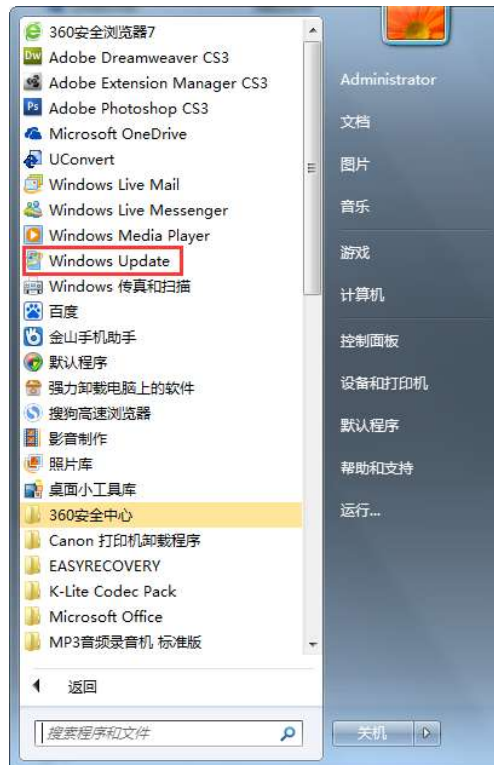 360安全浏览器7
Adobe Dreamweaver CS3
Adobe Extension Manager CS3
Adobe Photoshop CS3
Microsoft OneDrive
UConvert
Windows Live Mail
Windows Live Messenger
Windows Media Player
Windows Update
Windows 传真和扫描
百度
金山手机助手
默认程序
强力卸载电脑上的软件
搜狗高速浏览器
影音制作
照片库
桌面小工具库
360安全中心
Canon 打印机卸载程序
EASYRECOVERY
K-Lite Codec Pack
Microsoft Office
MP3音频录音机 标准版
返回
搜索程序和文件
Administrator
文档
图片
音乐
游戏
计算机
控制面板
设备和打印机
默认程序
帮助和支持
运行...
关机